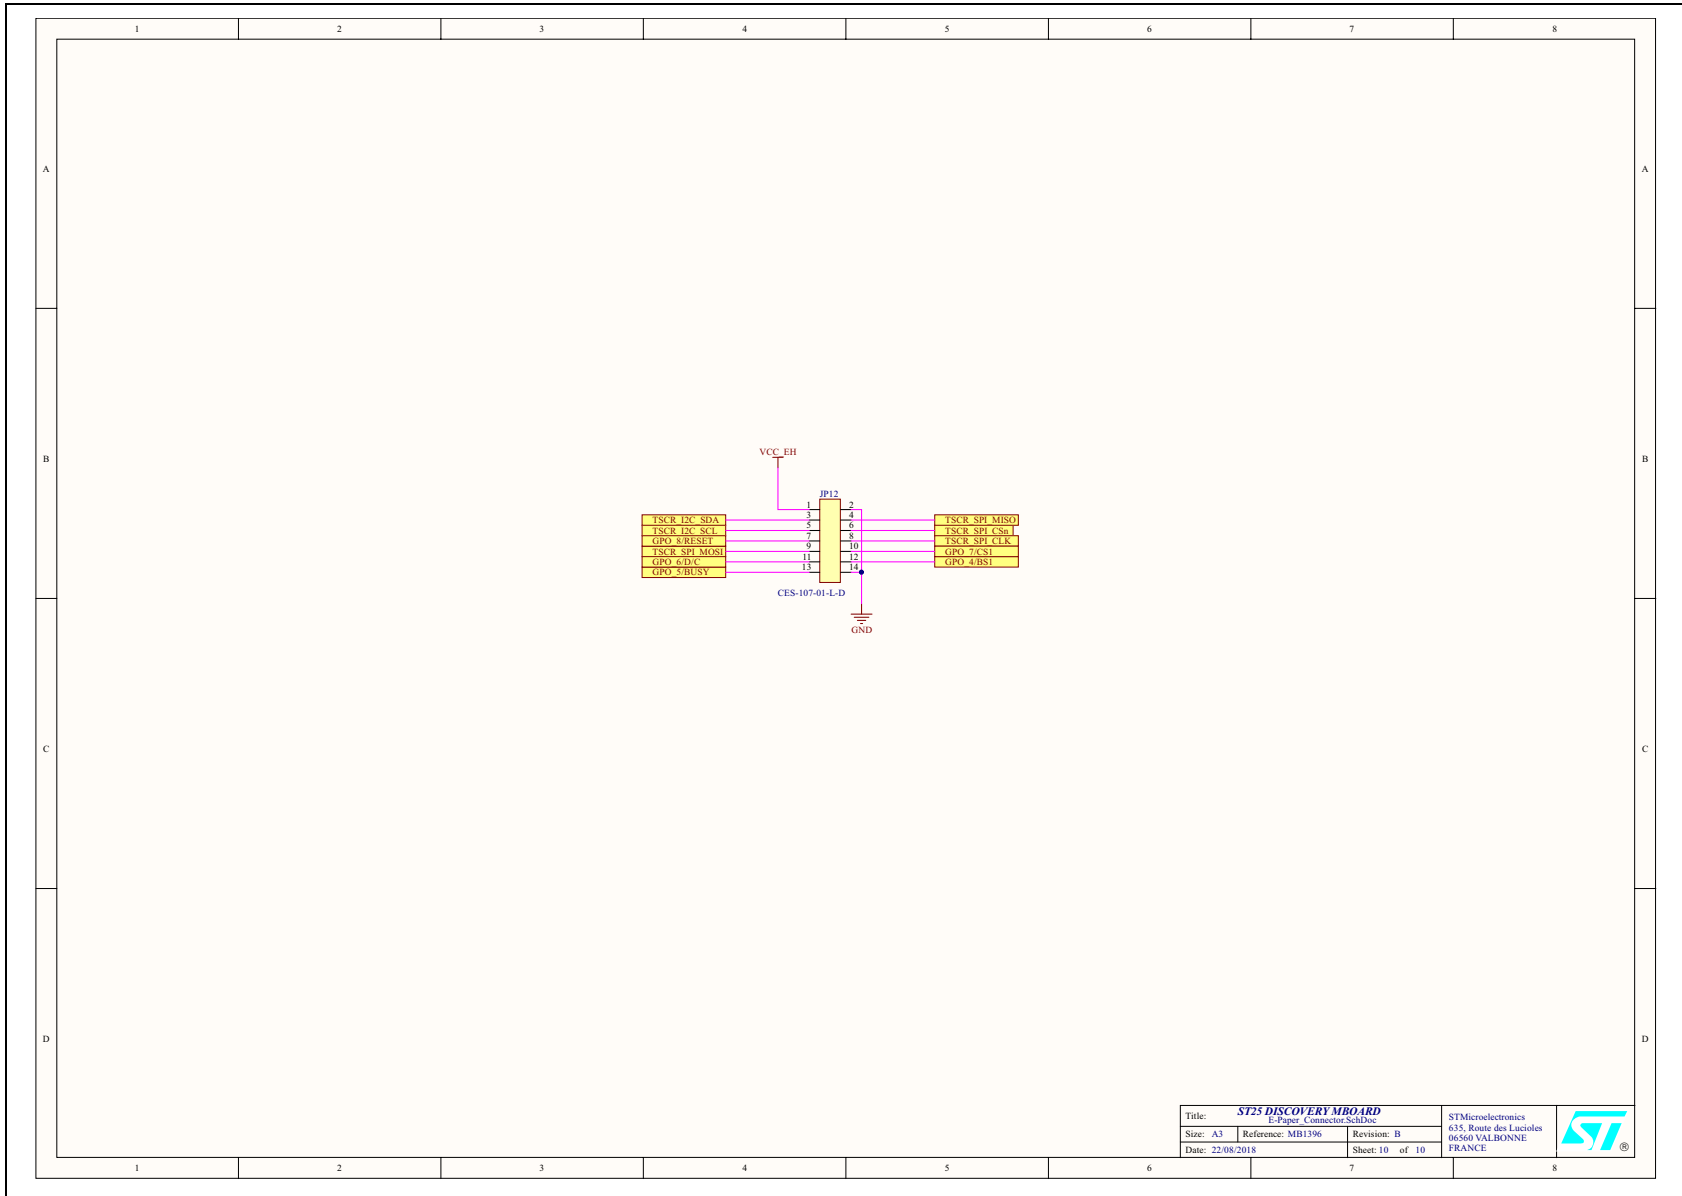 1 2 3 4 5 6 7 8
A A
VCC_EH
B B
JP12
1 2
TSCR_I2C_SDA 3 4 TSCR_SPI_MISO
TSCR_I2C_SCL 5 6 TSCR_SPI_CSn
GPO_8/RESET 7 8 TSCR_SPI_CLK
TSCR_SPI_MOSI 9 10 GPO_7/CS1
GPO_6/D/C 11 12 GPO_4/BS1
GPO_5/BUSY 13 14
CES-107-01-L-D
GND
C C
D D
Title: ST25 DISCOVERY MBOARD
E-Paper_Connector.SchDoc
Size: A3 Reference: MB1396 Revision: B
Date: 22/08/2018 Sheet: 10 of 10
STMicroelectronics
635, Route des Lucioles
06560 VALBONNE
FRANCE
ST ®
1 2 3 4 5 6 7 8